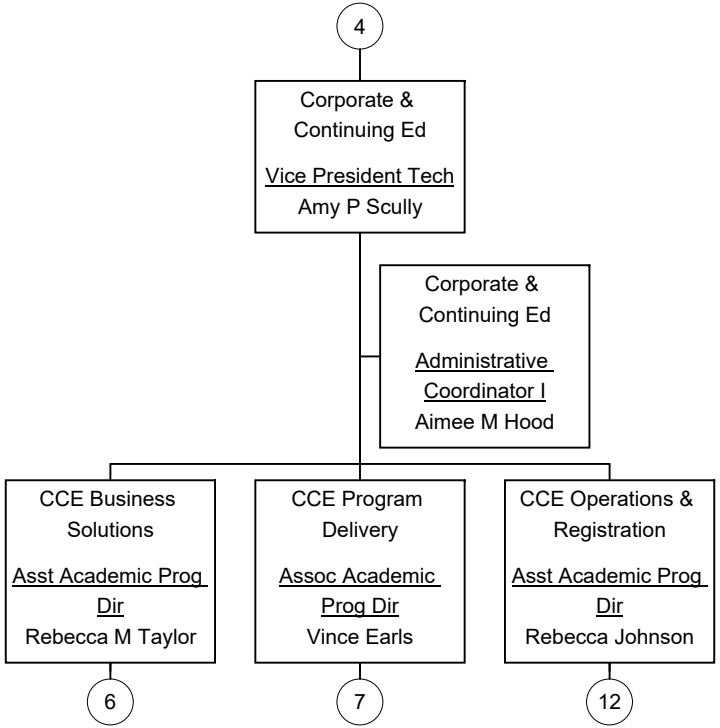 4
Corporate &
Continuing Ed
Vice President Tech
Amy P Scully
Corporate &
Continuing Ed
Administrative
Coordinator I
Aimee M Hood
CCE Business
Solutions
Asst Academic Prog
Dir
Rebecca M Taylor
6
CCE Program
Delivery
Assoc Academic
Prog Dir
Vince Earls
7
CCE Operations &
Registration
Asst Academic Prog
Dir
Rebecca Johnson
12